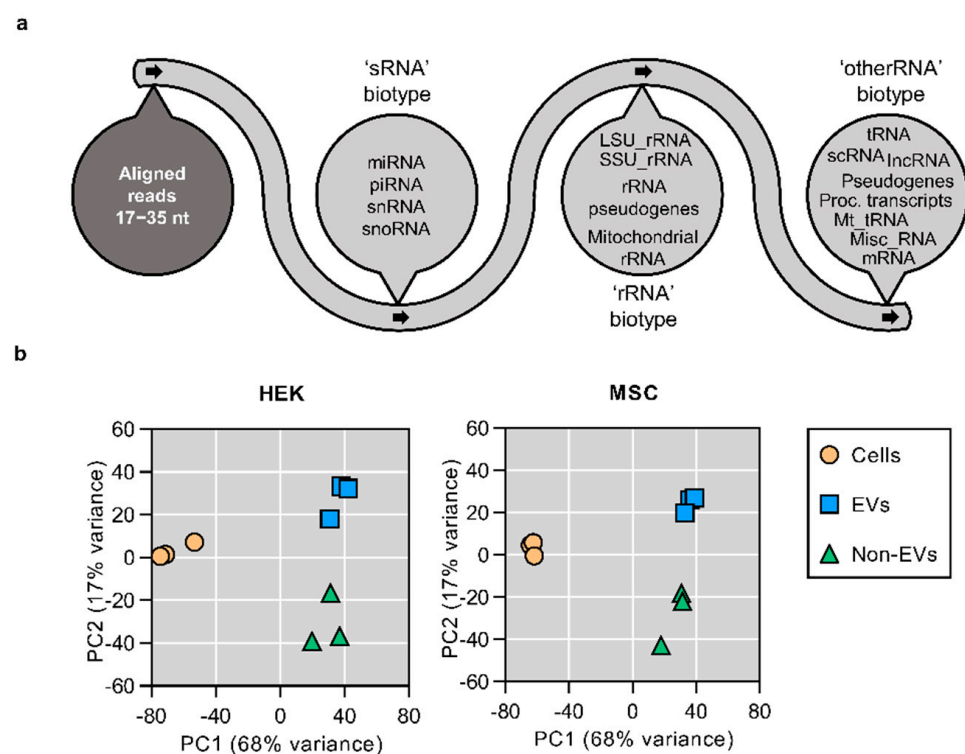 a
Aligned
reads
17–35 nt
'sRNA'
biotype
miRNA
piRNA
snRNA
snoRNA
LSU_rRNA
SSU_rRNA
rRNA
pseudogenes
Mitochondrial
rRNA
'rRNA'
biotype
'otherRNA'
biotype
tRNA
scRNA lncRNA
Pseudogenes
Proc. transcripts
Mt_tRNA
Misc_RNA
mRNA
b
HEK
PC2 (17% variance)
60
40
20
0
-20
-40
-60
-80 -40 0 40 80
PC1 (68% variance)
MSC
PC2 (17% variance)
60
40
20
0
-20
-40
-60
-80 -40 0 40 80
PC1 (68% variance)
Cells
EVs
Non-EVs